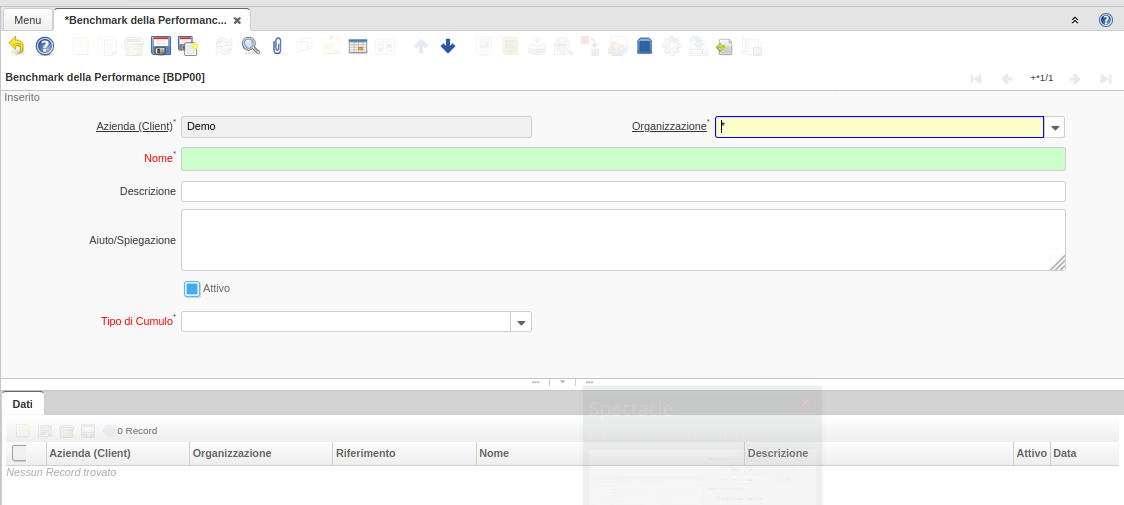 Menu *Benchmark della Performanc...
Benchmark della Performance [BDP00] +*1/1
Inserito
Azienda (Client)* Demo Organizzazione* *
Nome*
Descrizione
Aiuto/Spiegazione
Attivo
Tipo di Cumulo*
Spectacle
Dati
0 Record
Azienda (Client) Organizzazione Riferimento Nome Descrizione Attivo Data
Nessun Record trovato